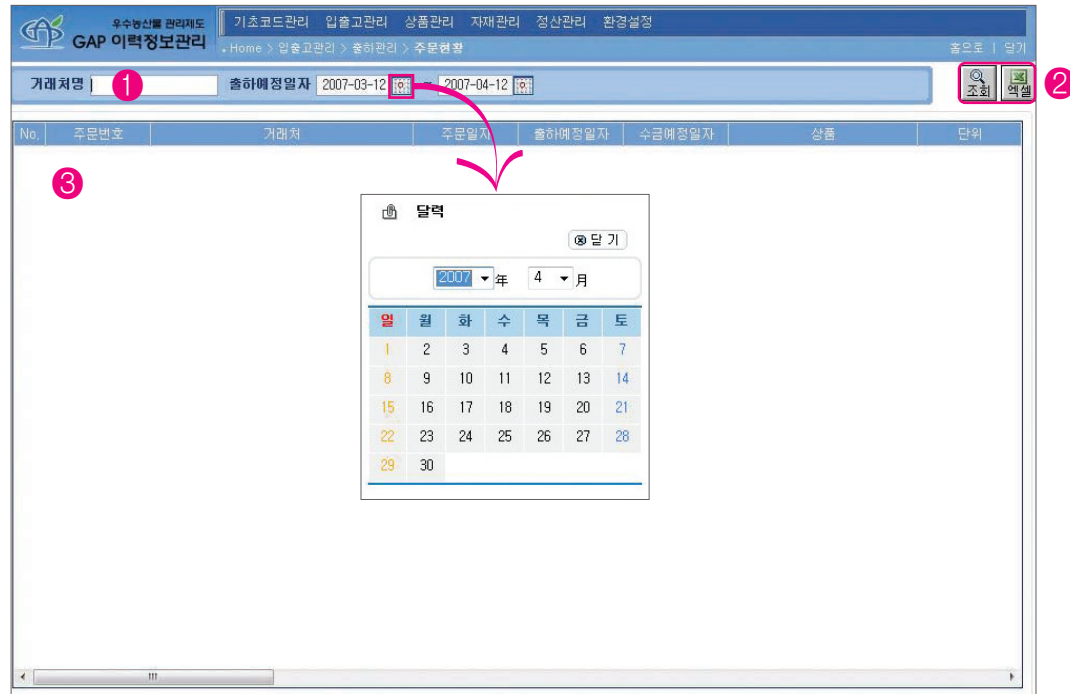 우수농산물 관리제도
GAP 이력정보관리
기초코드관리 입출고관리 상품관리 자재관리 정산관리 환경설정
Home > 입출고관리 > 출하관리 > 주문현황
홈으로 | 닫기
거래처명 1 출하예정일자 2007-03-12 ~ 2007-04-12 조회 엑셀 2
No. 주문번호 거래처 주문일자 출하예정일자 수금예정일자 상품 단위
3
달력
닫 기
2007 年 4 月
일 월 화 수 목 금 토
1 2 3 4 5 6 7
8 9 10 11 12 13 14
15 16 17 18 19 20 21
22 23 24 25 26 27 28
29 30